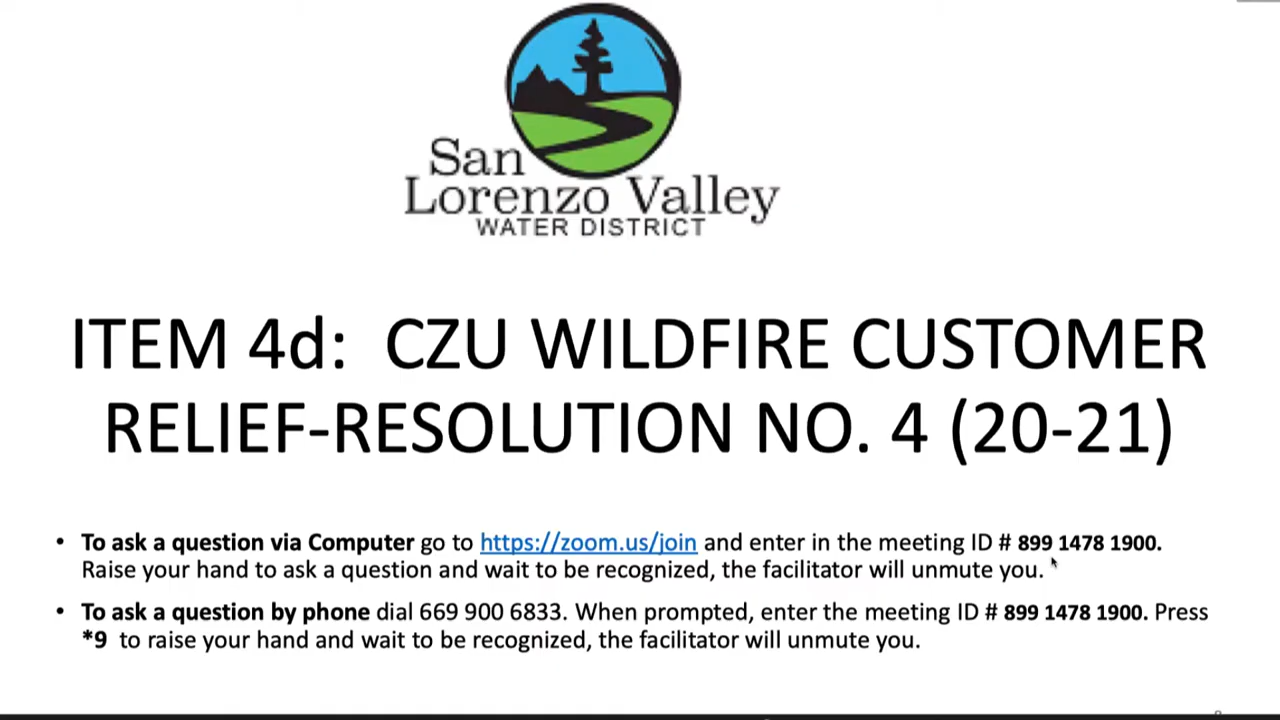 San
Lorenzo Valley
WATER DISTRICT
ITEM 4d: CZU WILDFIRE CUSTOMER
RELIEF-RESOLUTION NO. 4 (20-21)
• To ask a question via Computer go to https://zoom.us/join and enter in the meeting ID # 899 1478 1900.
Raise your hand to ask a question and wait to be recognized, the facilitator will unmute you.
• To ask a question by phone dial 669 900 6833. When prompted, enter the meeting ID # 899 1478 1900. Press
*9 to raise your hand and wait to be recognized, the facilitator will unmute you.